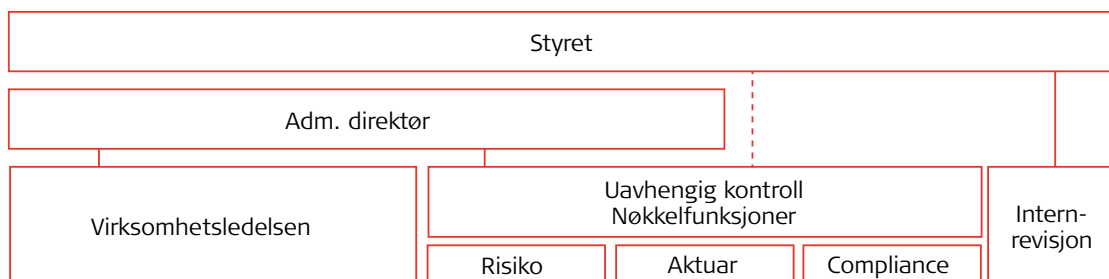 Styret
Adm. direktør
Virksomhetsledelsen
Uavhengig kontroll
Nøkkelfunksjoner
Risiko
Aktuar
Compliance
Intern-
revisjon